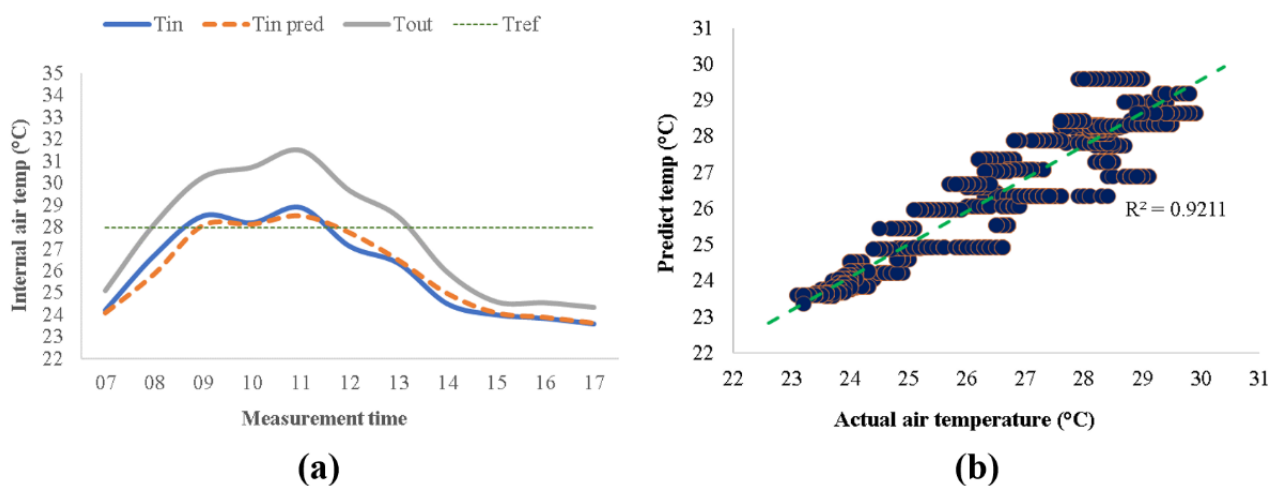 Tin Tin pred Tout Tref
Internal air temp (°C)
35
34
33
32
31
30
29
28
27
26
25
24
23
22
07 08 09 10 11 12 13 14 15 16 17
Measurement time
(a)
Predict temp (°C)
31
30
29
28
27
26
25
24
23
22
R² = 0.9211
22 23 24 25 26 27 28 29 30 31
Actual air temperature (°C)
(b)